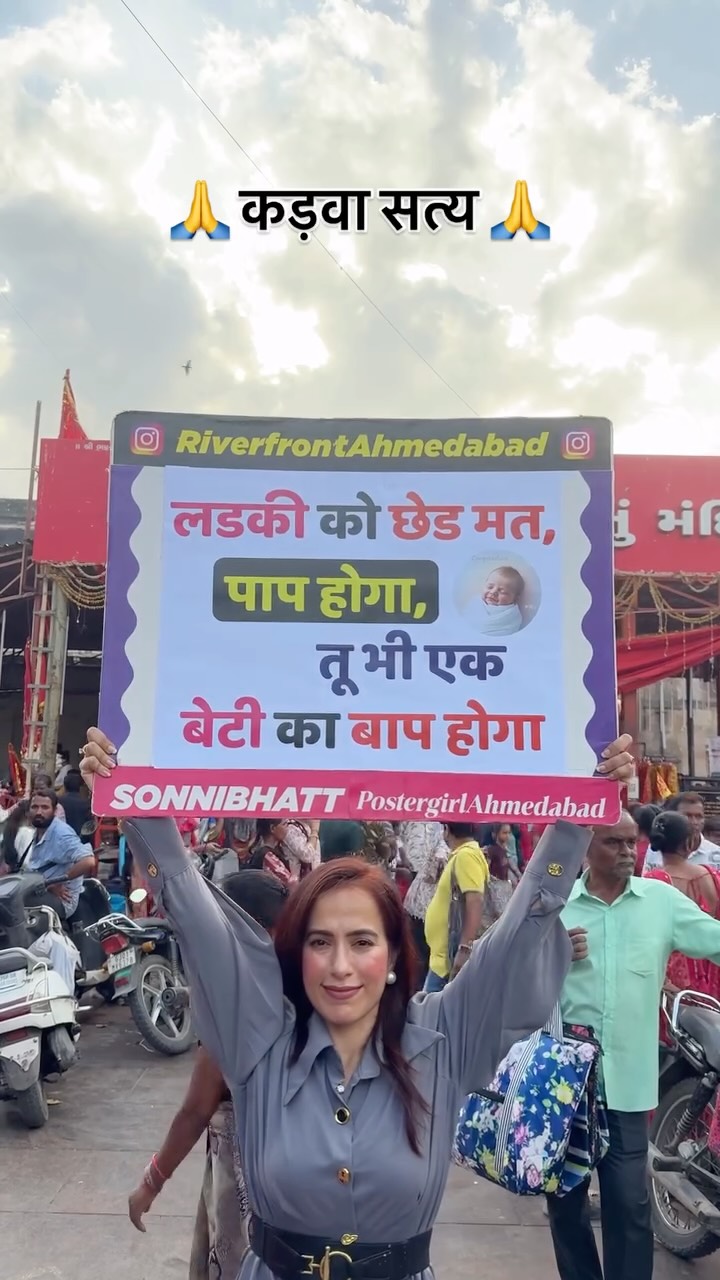 🙏 कड़वा सत्य 🙏
RiverfrontAhmedabad
लडकी को छेड मत,
पाप होगा,
तू भी एक
बेटी का बाप होगा
SONNIBHATT PostergirlAhmedabad